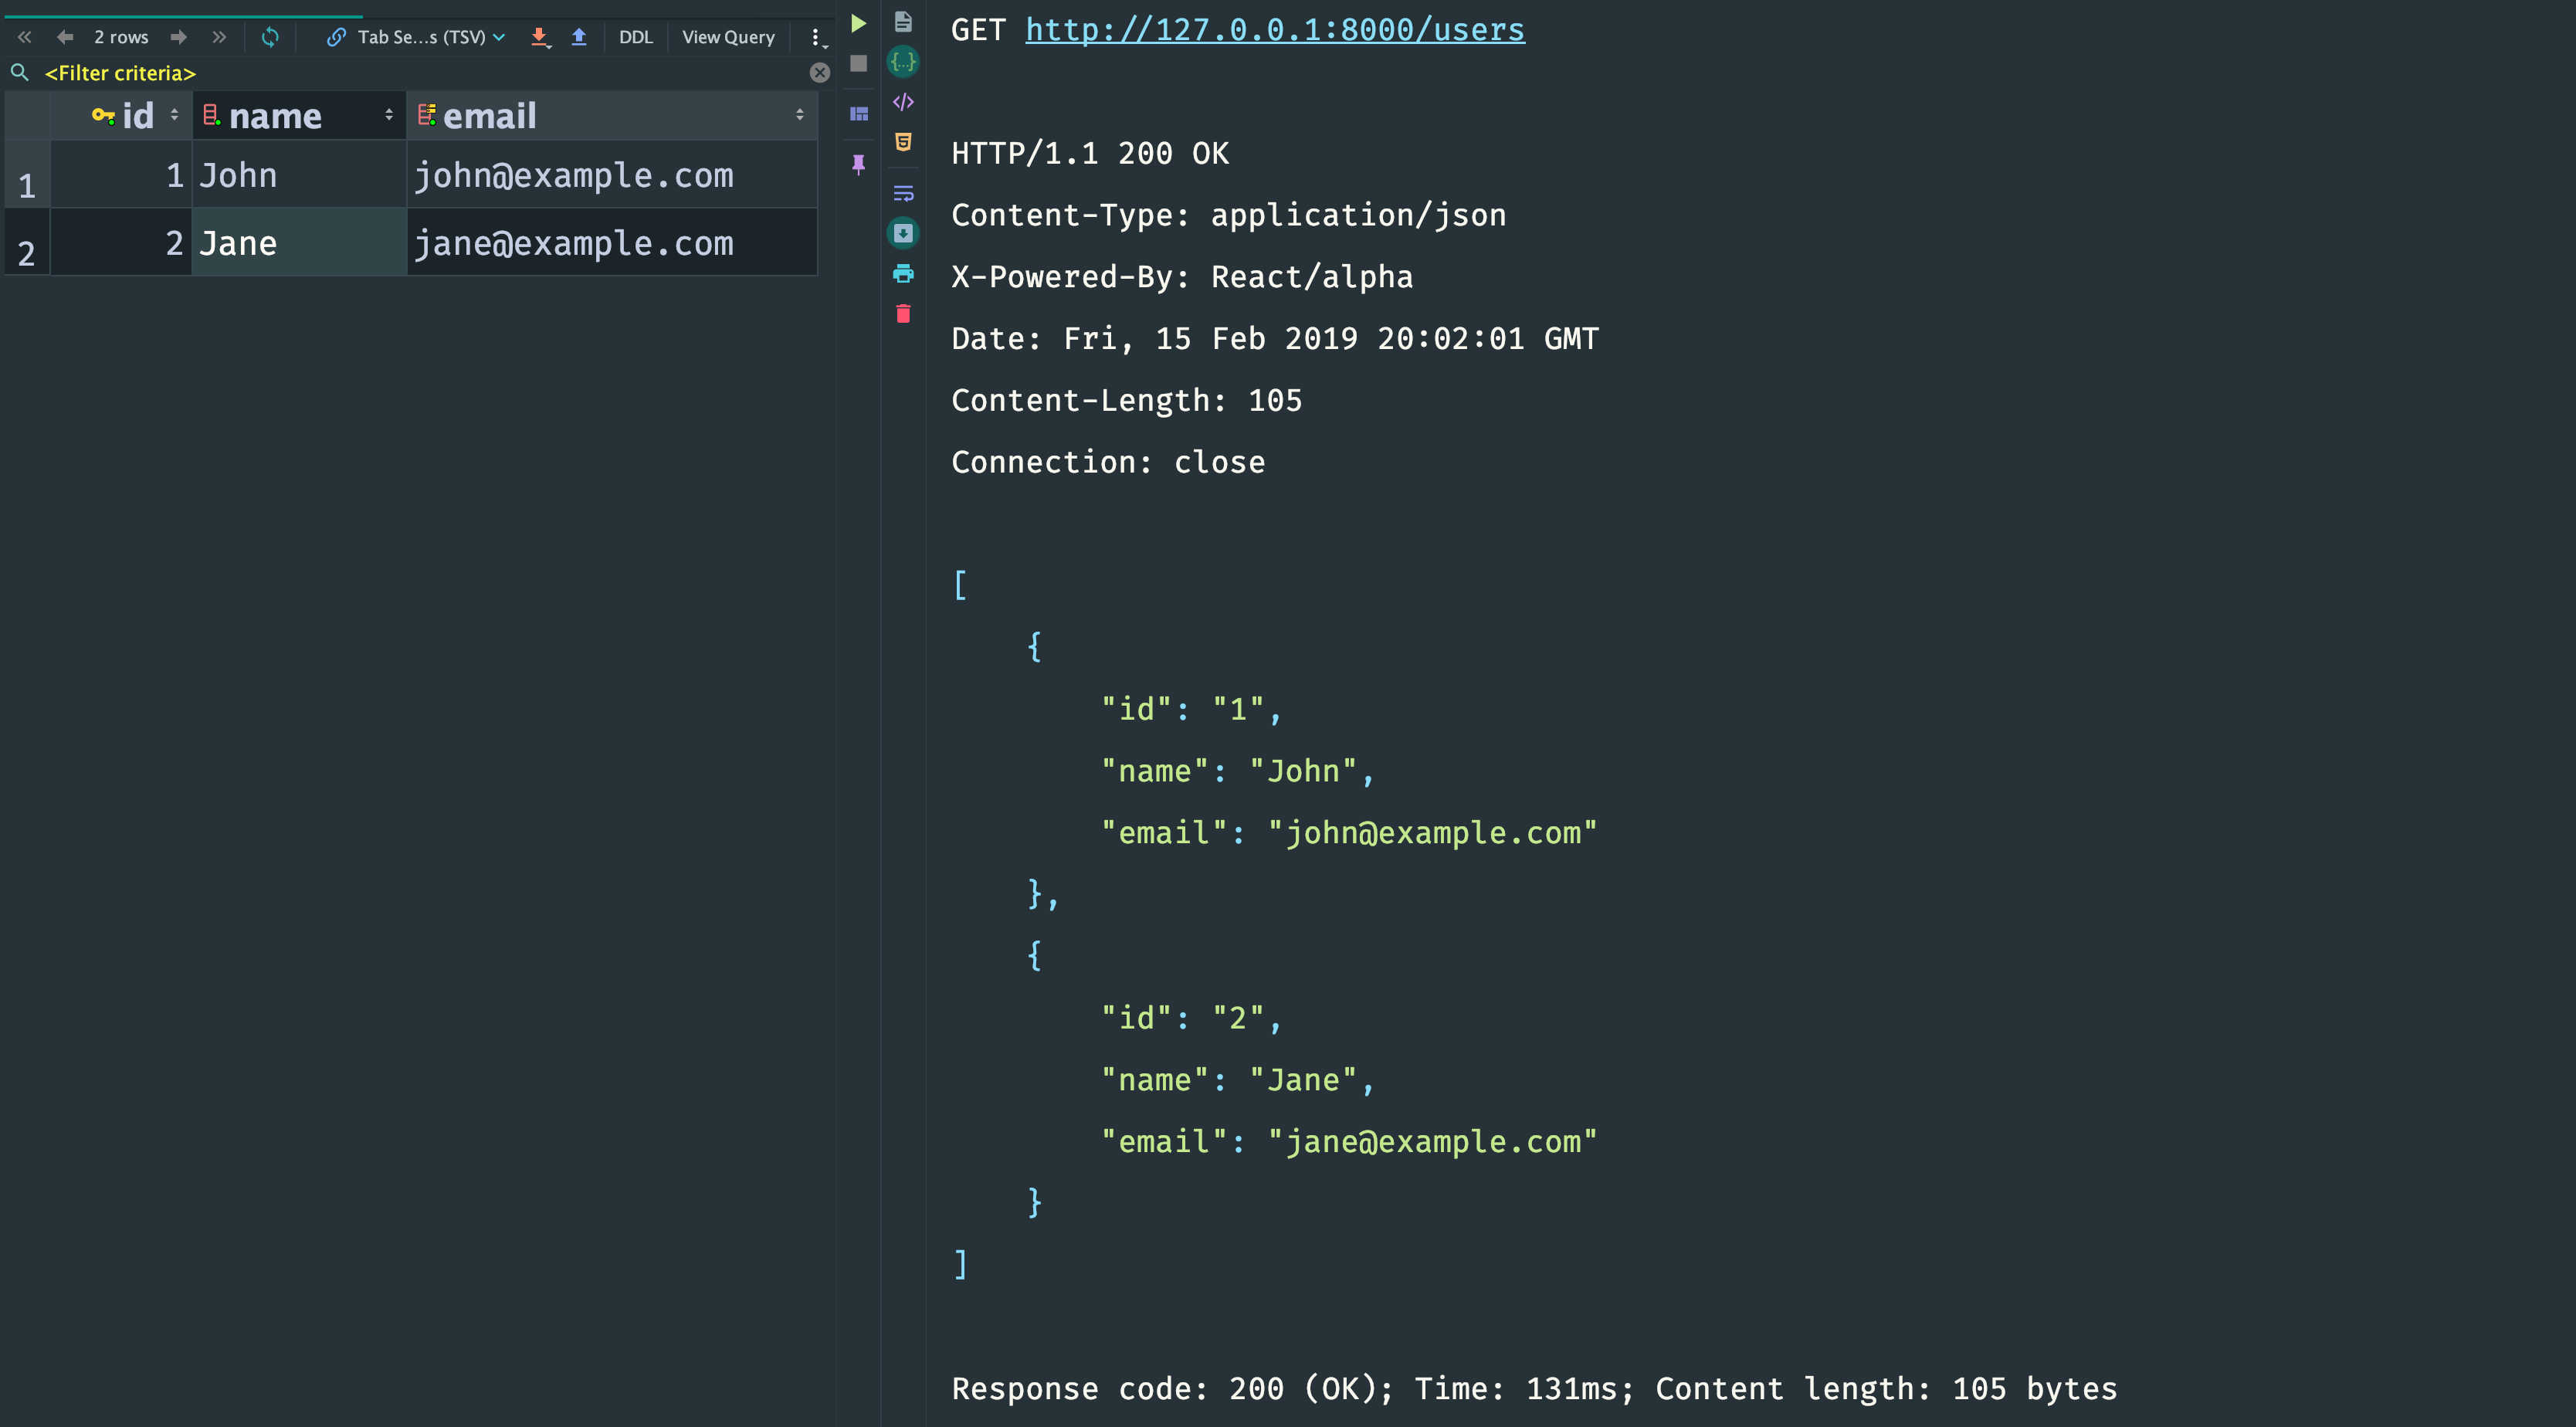 2 rows Tab Se...s (TSV) DDL View Query
<Filter criteria>
id name email
1 1 John john@example.com
2 2 Jane jane@example.com
GET http://127.0.0.1:8000/users
HTTP/1.1 200 OK
Content-Type: application/json
X-Powered-By: React/alpha
Date: Fri, 15 Feb 2019 20:02:01 GMT
Content-Length: 105
Connection: close
[
{
"id": "1",
"name": "John",
"email": "john@example.com"
},
{
"id": "2",
"name": "Jane",
"email": "jane@example.com"
}
]
Response code: 200 (OK); Time: 131ms; Content length: 105 bytes